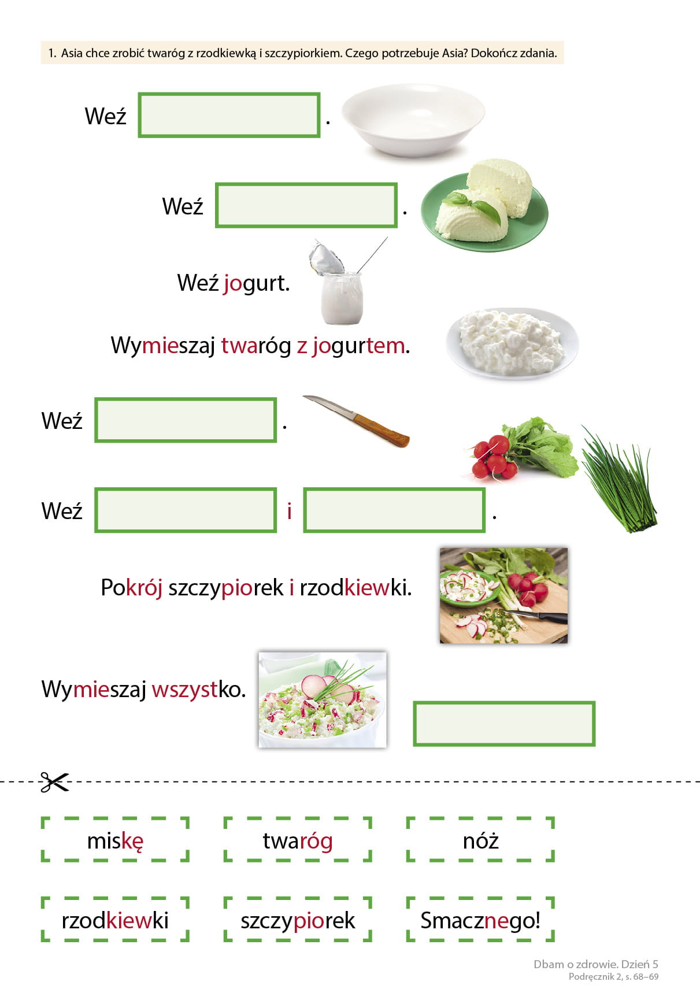 1. Asia chce zrobić twaróg z rzodkiewką i szczypiorkiem. Czego potrzebuje Asia? Dokończ zdania.
Weź .
Weź .
Weź jogurt.
Wymieszaj twaróg z jogurtem.
Weź .
Weź i .
Pokrój szczypiorek i rzodkiewki.
Wymieszaj wszystko.
miskę twaróg nóż
rzodkiewki szczypiorek Smacznego!
Dbam o zdrowie. Dzień 5
Podręcznik 2, s. 68–69